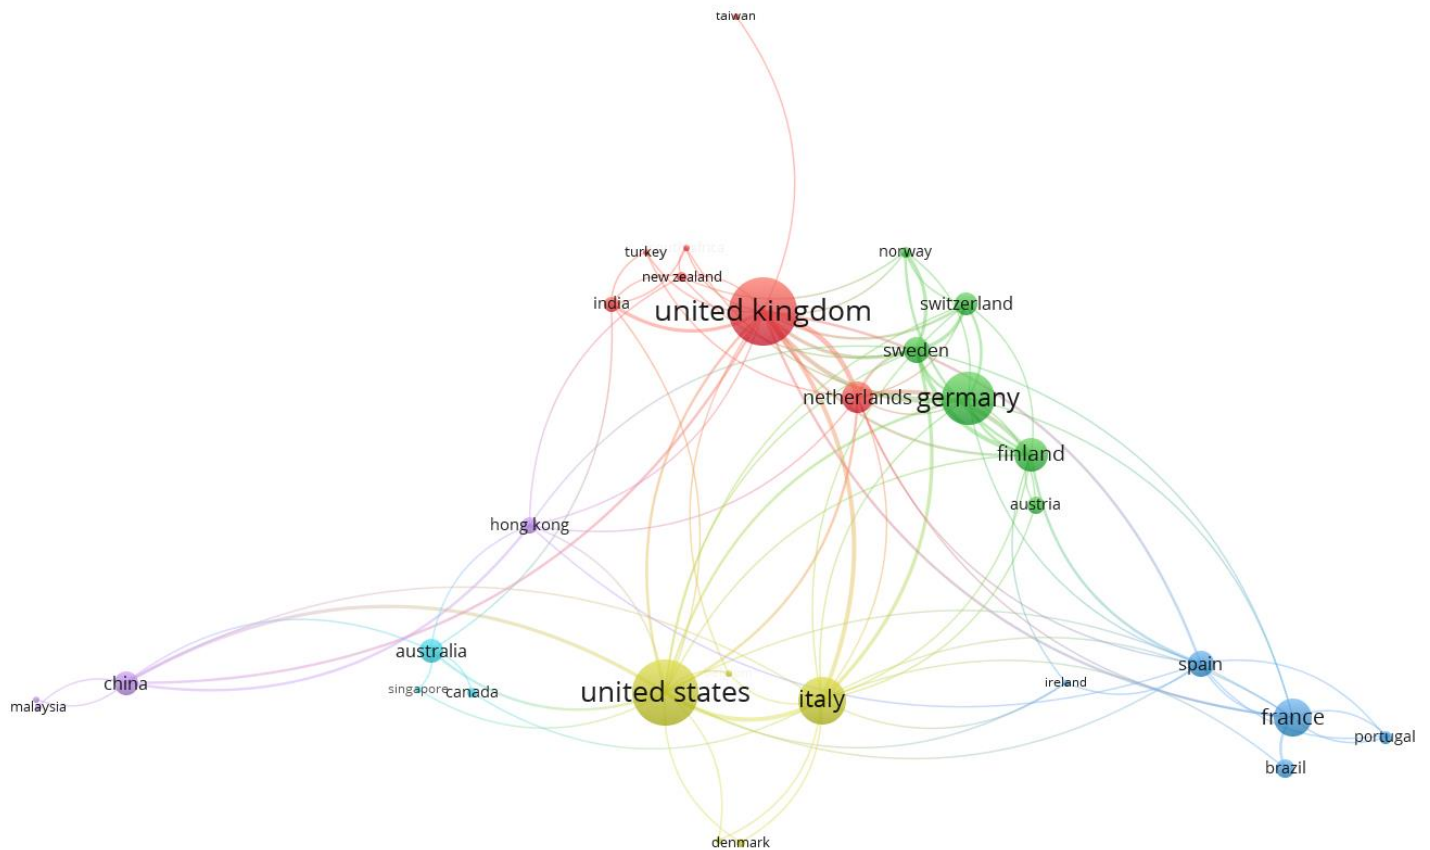 taiwan
turkey
norway
new zealand
india
switzerland
united kingdom
sweden
netherlands
germany
finland
austria
hong kong
australia
spain
china
ireland
singapore
canada
united states
italy
malaysia
france
portugal
brazil
denmark